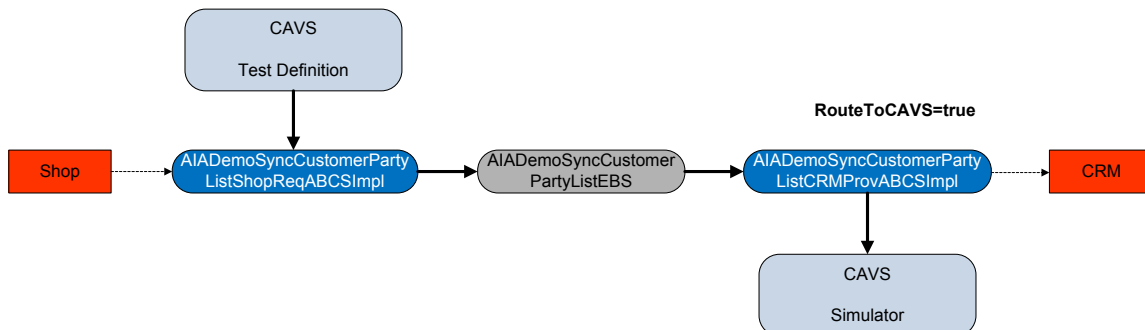 CAVS
Test Definition
RouteToCAVS=true
Shop
AIADemoSyncCustomerParty
ListShopReqABCSImpl
AIADemoSyncCustomer
PartyListEBS
AIADemoSyncCustomerParty
ListCRMProvABCSImpl
CRM
CAVS
Simulator